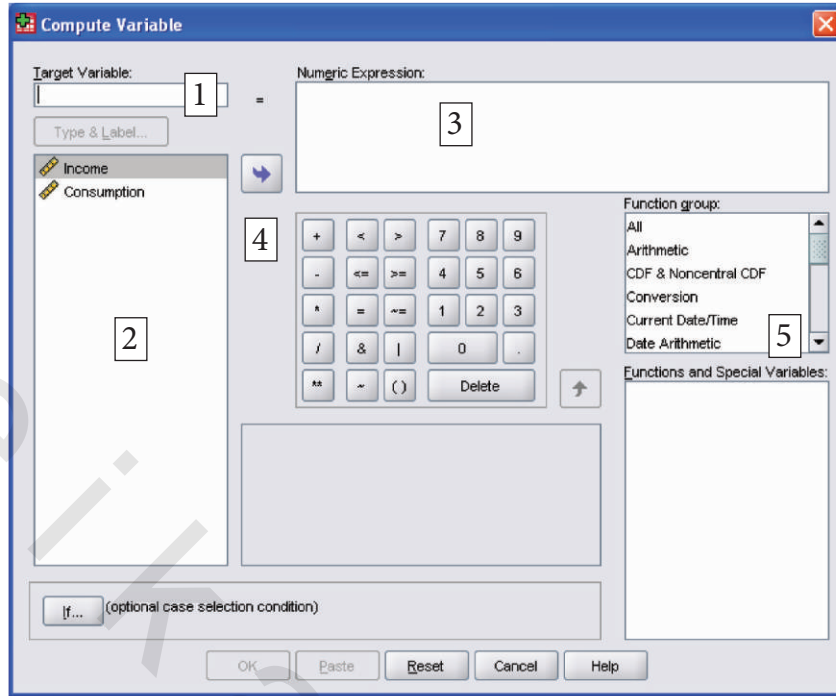 Compute Variable
Target Variable:
1
=
Type & Label...
Income
Consumption
2
Numeric Expression:
3
4
+ < > 7 8 9
- <= >= 4 5 6
* = ~= 1 2 3
/ & | 0 .
** ~ ( ) Delete
Function group:
All
Arithmetic
CDF & Noncentral CDF
Conversion
Current Date/Time
Date Arithmetic
5
Functions and Special Variables:
If... (optional case selection condition)
OK Paste Reset Cancel Help